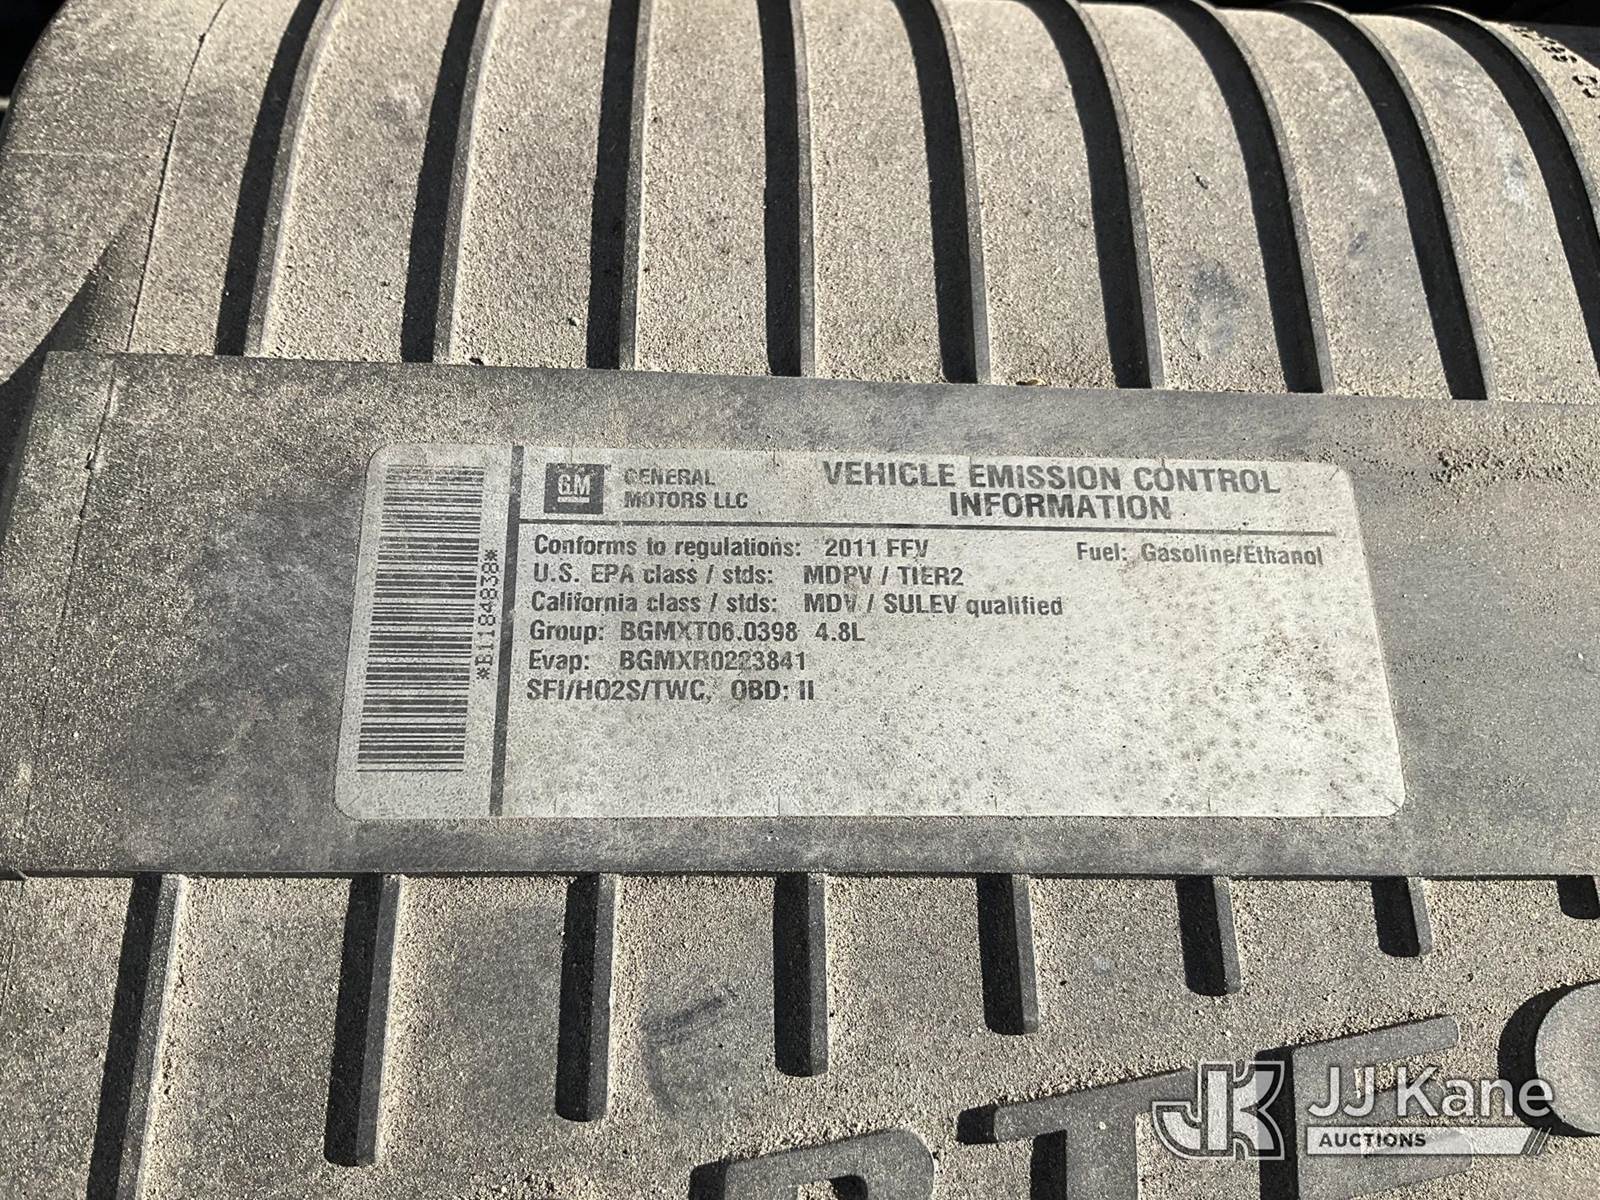 GM
GENERAL
MOTORS LLC
VEHICLE EMISSION CONTROL
INFORMATION
Conforms to regulations: 2011 FFV
Fuel: Gasoline/Ethanol
U.S. EPA class / stds: MDPV / TIER2
California class / stds: MDV / SULEV qualified
Group: BGMXT06.0398 4.8L
Evap: BGMXR0223841
SFI/HO2S/TWC, OBD: II
*B1184838*
JK
JJ Kane
AUCTIONS